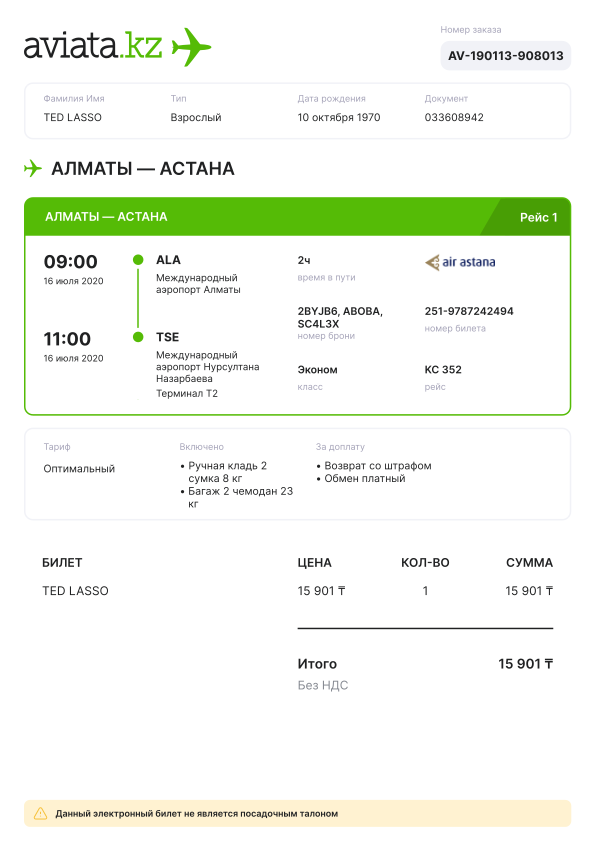 aviata.kz
Номер заказа
AV-190113-908013
Фамилия Имя
Тип
Дата рождения
Документ
TED LASSO
Взрослый
10 октября 1970
033608942
АЛМАТЫ — АСТАНА
АЛМАТЫ — АСТАНА
Рейс 1
09:00
16 июля 2020
ALA
Международный
аэропорт Алматы
2ч
время в пути
air astana
11:00
16 июля 2020
TSE
Международный
аэропорт Нурсултана
Назарбаева
Терминал Т2
2BYJB6, ABOBA,
SC4L3X
номер брони
251-9787242494
номер билета
Эконом
класс
KC 352
рейс
Тариф
Оптимальный
Включено
• Ручная кладь 2
сумка 8 кг
• Багаж 2 чемодан 23
кг
За доплату
• Возврат со штрафом
• Обмен платный
БИЛЕТ
ЦЕНА
КОЛ-ВО
СУММА
TED LASSO
15 901 ₸
1
15 901 ₸
Итого
15 901 ₸
Без НДС
Данный электронный билет не является посадочным талоном